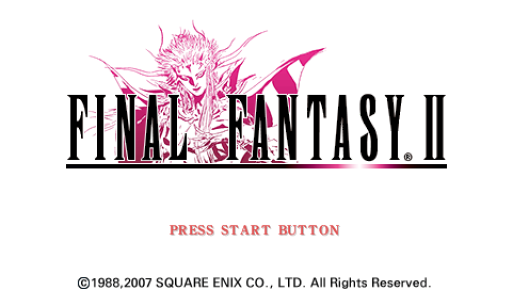 FINAL FANTASY® II
PRESS START BUTTON
©1988,2007 SQUARE ENIX CO., LTD. All Rights Reserved.